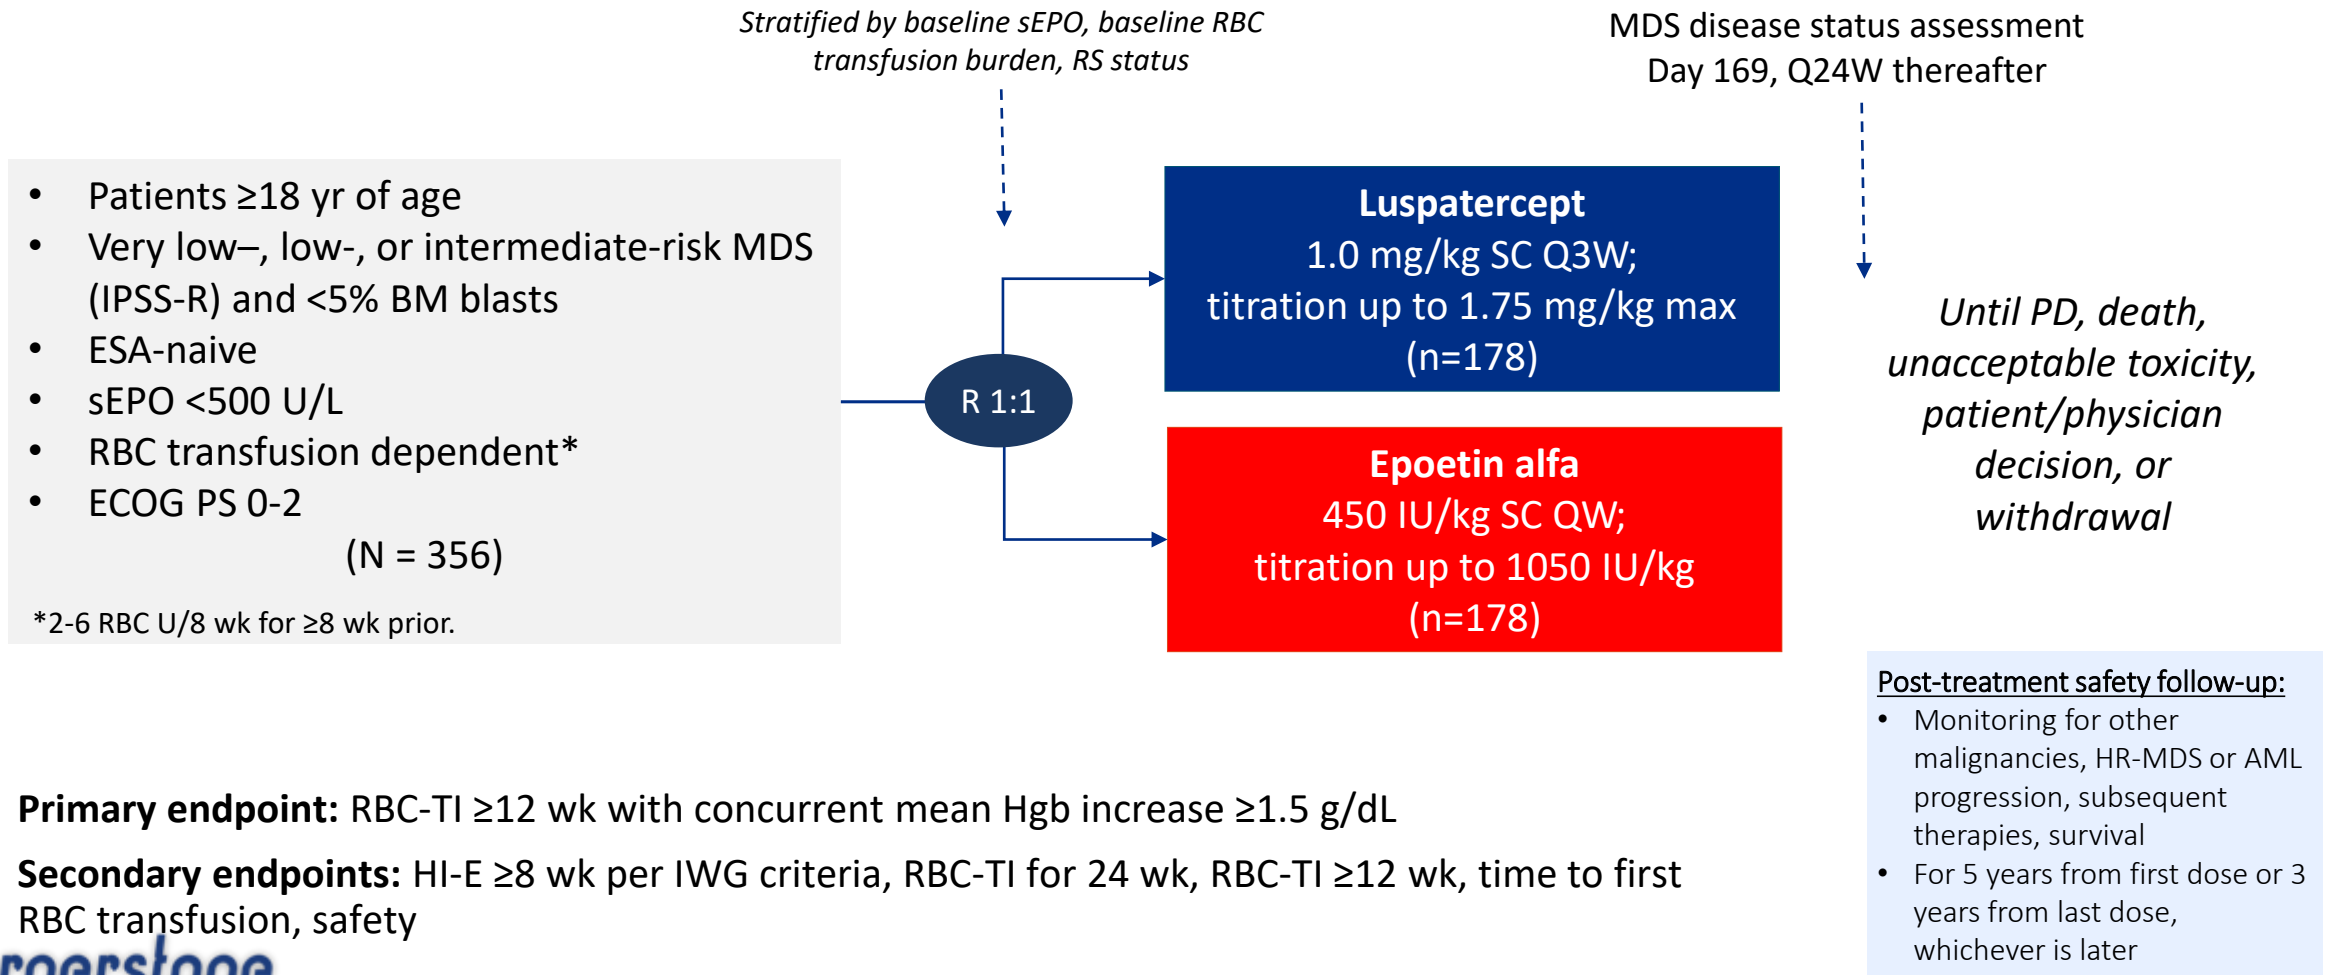 Stratified by baseline sEPO, baseline RBC
transfusion burden, RS status
MDS disease status assessment
Day 169, Q24W thereafter
• Patients ≥18 yr of age
• Very low–, low-, or intermediate-risk MDS
(IPSS-R) and <5% BM blasts
• ESA-naive
• sEPO <500 U/L
• RBC transfusion dependent*
• ECOG PS 0-2
(N = 356)
*2-6 RBC U/8 wk for ≥8 wk prior.
R 1:1
Luspatercept
1.0 mg/kg SC Q3W;
titration up to 1.75 mg/kg max
(n=178)
Epoetin alfa
450 IU/kg SC QW;
titration up to 1050 IU/kg
(n=178)
Until PD, death,
unacceptable toxicity,
patient/physician
decision, or
withdrawal
Post-treatment safety follow-up:
• Monitoring for other
malignancies, HR-MDS or AML
progression, subsequent
therapies, survival
• For 5 years from first dose or 3
years from last dose,
whichever is later
Primary endpoint: RBC-TI ≥12 wk with concurrent mean Hgb increase ≥1.5 g/dL
Secondary endpoints: HI-E ≥8 wk per IWG criteria, RBC-TI for 24 wk, RBC-TI ≥12 wk, time to first
RBC transfusion, safety